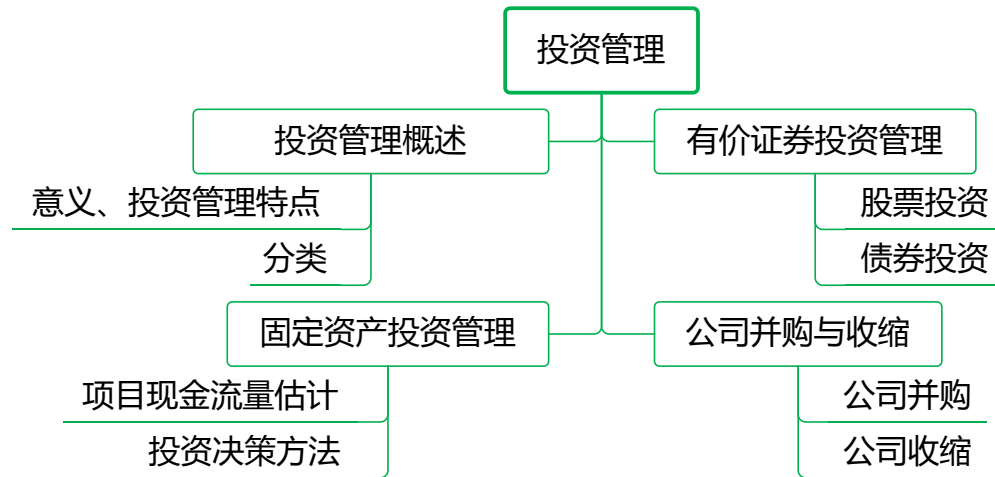 投资管理
投资管理概述
意义、投资管理特点
分类
有价证券投资管理
股票投资
债券投资
固定资产投资管理
项目现金流量估计
投资决策方法
公司并购与收缩
公司并购
公司收缩